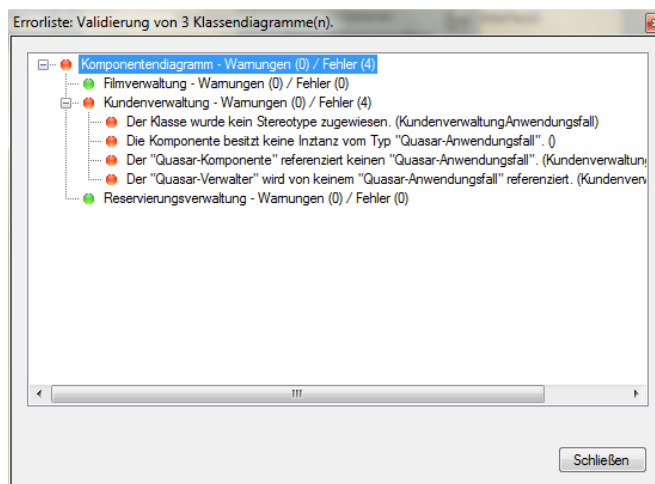 Errorliste: Validierung von 3 Klassendiagramme(n).
Komponentendiagramm - Warnungen (0) / Fehler (4)
Filmverwaltung - Warnungen (0) / Fehler (0)
Kundenverwaltung - Warnungen (0) / Fehler (4)
Der Klasse wurde kein Stereotype zugewiesen. (KundenverwaltungAnwendungsfall)
Die Komponente besitzt keine Inztanz vom Typ "Quasar-Anwendungsfall". ()
Der "Quasar-Komponente" referenziert keinen "Quasar-Anwendungsfall". (Kundenverwaltung
Der "Quasar-Verwalter" wird von keinem "Quasar-Anwendungsfall" referenziert. (Kundenverw
Reservierungsverwaltung - Warnungen (0) / Fehler (0)
Schließen